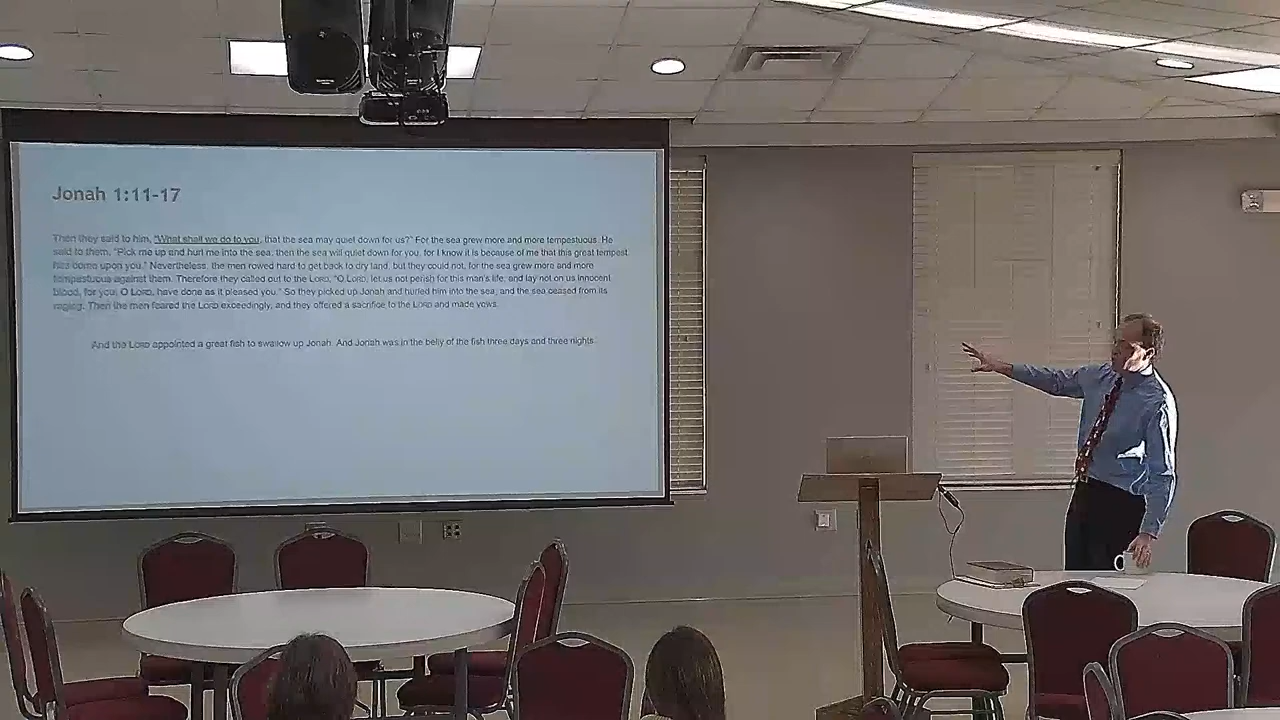 Jonah 1:11-17
Then they said to him, "What shall we do to you, that the sea may quiet down for us?" For the sea grew more and more tempestuous. He
said to them, "Pick me up and hurl me into the sea; then the sea will quiet down for you, for I know it is because of me that this great tempest
has come upon you." Nevertheless, the men rowed hard to get back to dry land, but they could not, for the sea grew more and more
tempestuous against them. Therefore they called out to the Lord, "O Lord, let us not perish for this man's life, and lay not on us innocent
blood, for you, O Lord, have done as it pleased you." So they picked up Jonah and hurled him into the sea, and the sea ceased from its
raging. Then the men feared the Lord exceedingly, and they offered a sacrifice to the Lord and made vows.
And the Lord appointed a great fish to swallow up Jonah. And Jonah was in the belly of the fish three days and three nights.